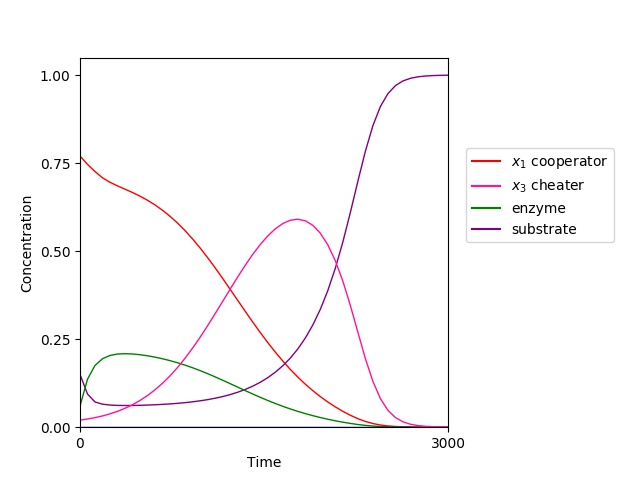 1.00
0.75
0.50
0.25
0.00
Concentration
0
3000
Time
x₁ cooperator
x₃ cheater
enzyme
substrate